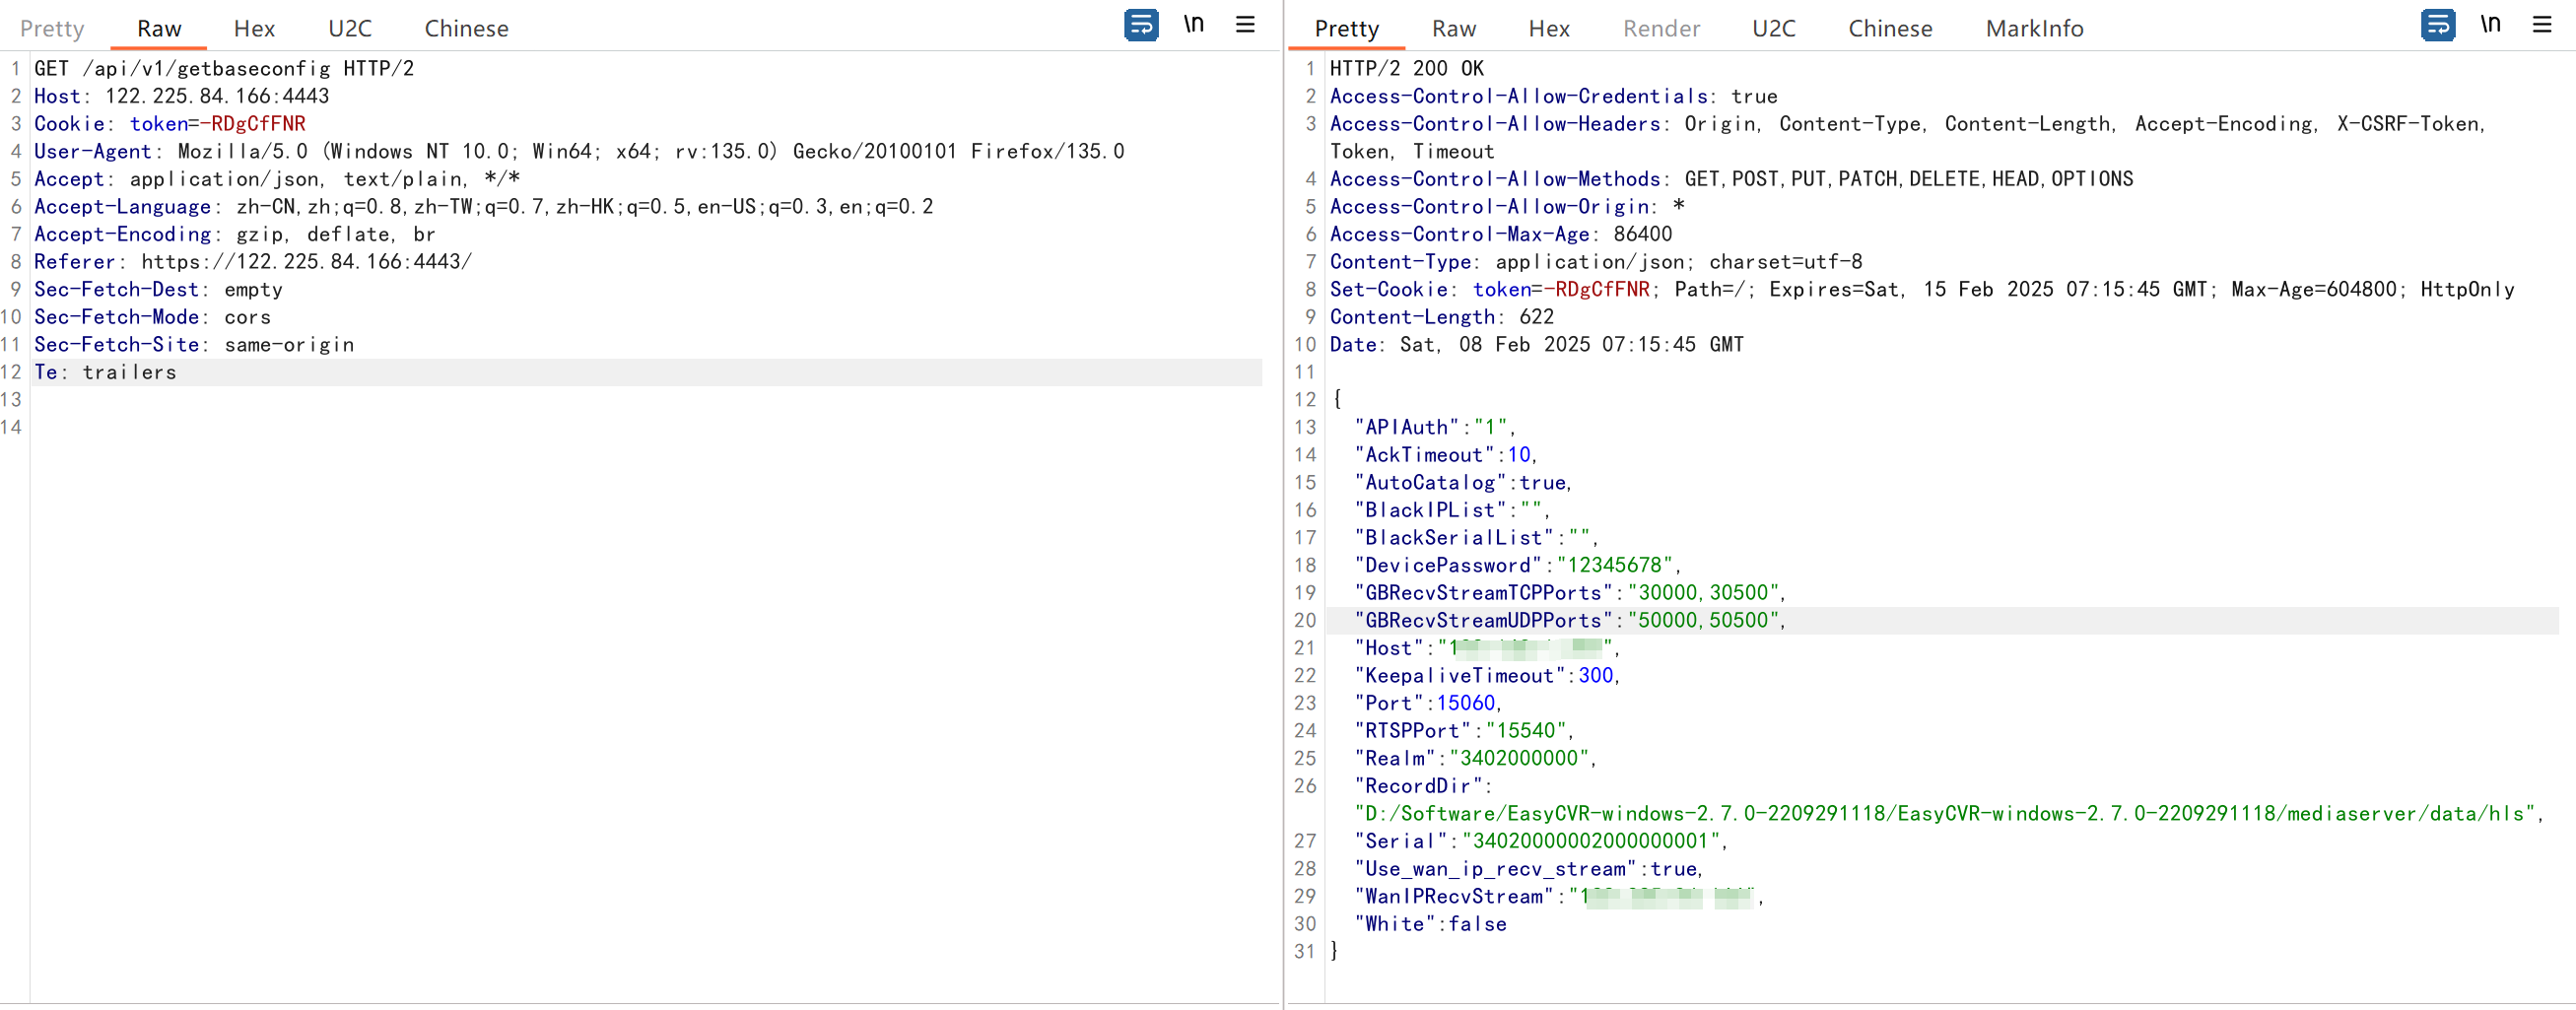 Pretty Raw Hex U2C Chinese \n
1 GET /api/v1/getbaseconfig HTTP/2
2 Host: 122.225.84.166:4443
3 Cookie: token=-RDgCfFNR
4 User-Agent: Mozilla/5.0 (Windows NT 10.0; Win64; x64; rv:135.0) Gecko/20100101 Firefox/135.0
5 Accept: application/json, text/plain, */*
6 Accept-Language: zh-CN,zh;q=0.8,zh-TW;q=0.7,zh-HK;q=0.5,en-US;q=0.3,en;q=0.2
7 Accept-Encoding: gzip, deflate, br
8 Referer: https://122.225.84.166:4443/
9 Sec-Fetch-Dest: empty
10 Sec-Fetch-Mode: cors
11 Sec-Fetch-Site: same-origin
12 Te: trailers
13
14
Pretty Raw Hex Render U2C Chinese MarkInfo \n
1 HTTP/2 200 OK
2 Access-Control-Allow-Credentials: true
3 Access-Control-Allow-Headers: Origin, Content-Type, Content-Length, Accept-Encoding, X-CSRF-Token,
Token, Timeout
4 Access-Control-Allow-Methods: GET,POST,PUT,PATCH,DELETE,HEAD,OPTIONS
5 Access-Control-Allow-Origin: *
6 Access-Control-Max-Age: 86400
7 Content-Type: application/json; charset=utf-8
8 Set-Cookie: token=-RDgCfFNR; Path=/; Expires=Sat, 15 Feb 2025 07:15:45 GMT; Max-Age=604800; HttpOnly
9 Content-Length: 622
10 Date: Sat, 08 Feb 2025 07:15:45 GMT
11
12 {
13 "APIAuth":"1",
14 "AckTimeout":10,
15 "AutoCatalog":true,
16 "BlackIPList":"",
17 "BlackSerialList":"",
18 "DevicePassword":"12345678",
19 "GBRecvStreamTCPPorts":"30000,30500",
20 "GBRecvStreamUDPPorts":"50000,50500",
21 "Host":"1 ",
22 "KeepaliveTimeout":300,
23 "Port":15060,
24 "RTSPPort":"15540",
25 "Realm":"3402000000",
26 "RecordDir":
"D:/Software/EasyCVR-windows-2.7.0-2209291118/EasyCVR-windows-2.7.0-2209291118/mediaserver/data/hls",
27 "Serial":"34020000002000000001",
28 "Use_wan_ip_recv_stream":true,
29 "WanIPRecvStream":"1 ",
30 "White":false
31 }